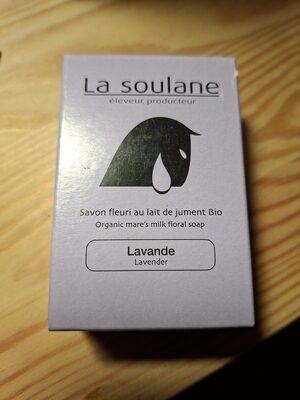 La soulane
éleveur, producteur
Savon fleuri au lait de jument Bio
Organic mare's milk floral soap
Lavande
Lavender